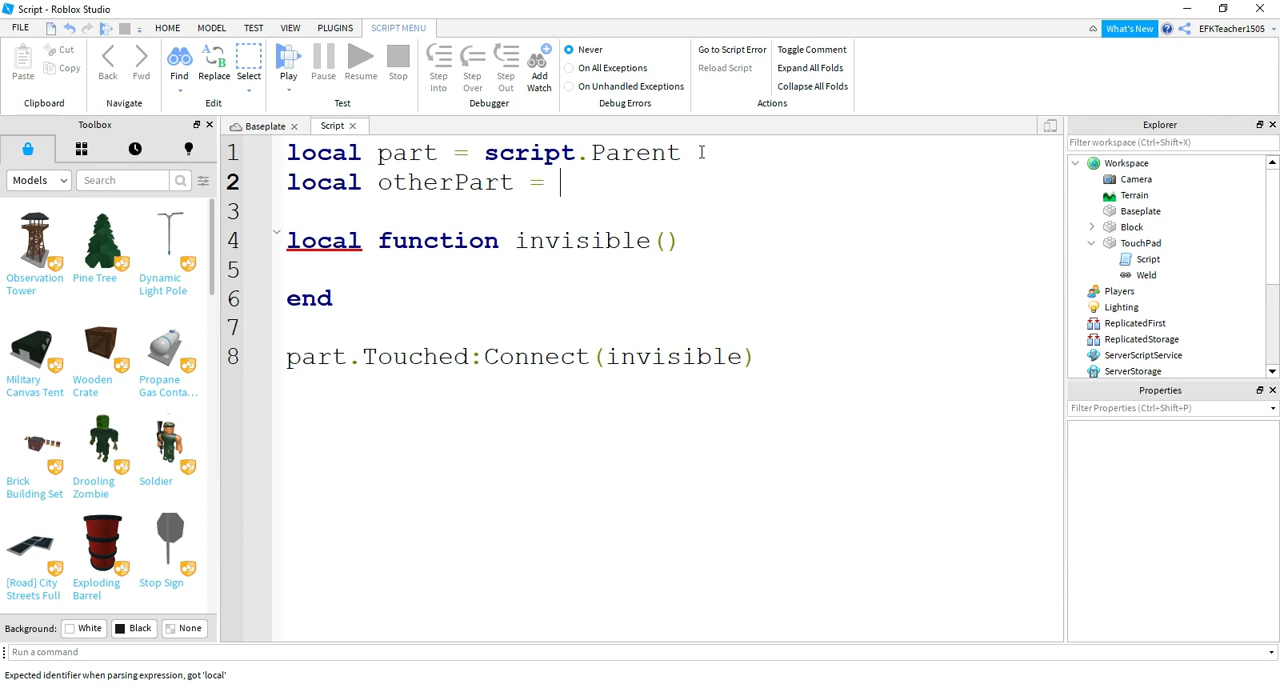 Script - Roblox Studio
FILE HOME MODEL TEST VIEW PLUGINS SCRIPT MENU What's New EFKTeacher1505
Paste Cut Copy Back Fwd Find Replace Select Play Pause Resume Stop Step Into Step Over Step Out Add Watch Never On All Exceptions On Unhandled Exceptions Go to Script Error Reload Script Toggle Comment Expand All Folds Collapse All Folds
Clipboard Navigate Edit Test Debugger Debug Errors Actions
Toolbox
Models Search
Observation Tower
Pine Tree
Dynamic Light Pole
Military Canvas Tent
Wooden Crate
Propane Gas Conta...
Brick Building Set
Drooling Zombie
Soldier
[Road] City Streets Full
Exploding Barrel
Stop Sign
Background: White Black None
Baseplate Script
1 local part = script.Parent
2 local otherPart =
3
4 local function invisible()
5
6 end
7
8 part.Touched:Connect(invisible)
Explorer
Filter workspace (Ctrl+Shift+X)
Workspace
Camera
Terrain
Baseplate
Block
TouchPad
Script
Weld
Players
Lighting
ReplicatedFirst
ReplicatedStorage
ServerScriptService
ServerStorage
Properties
Filter Properties (Ctrl+Shift+P)
Run a command
Expected identifier when parsing expression, got 'local'